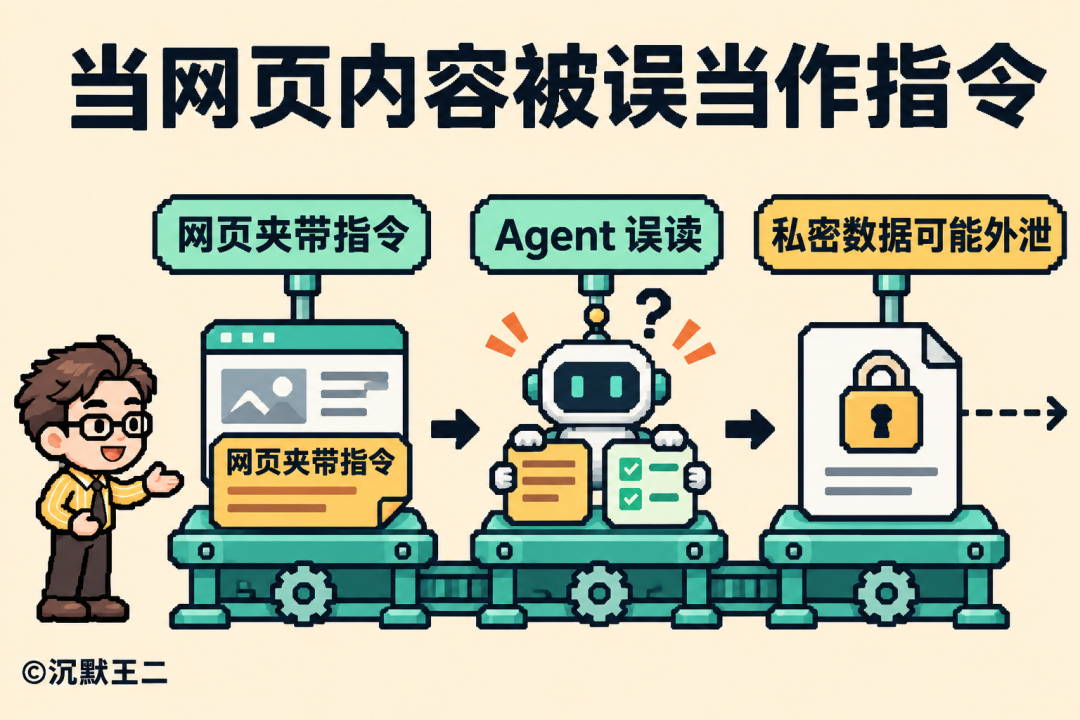 当网页内容被误当作指令
网页夹带指令
Agent 误读
私密数据可能外泄
?
网页夹带指令
©沉默王二